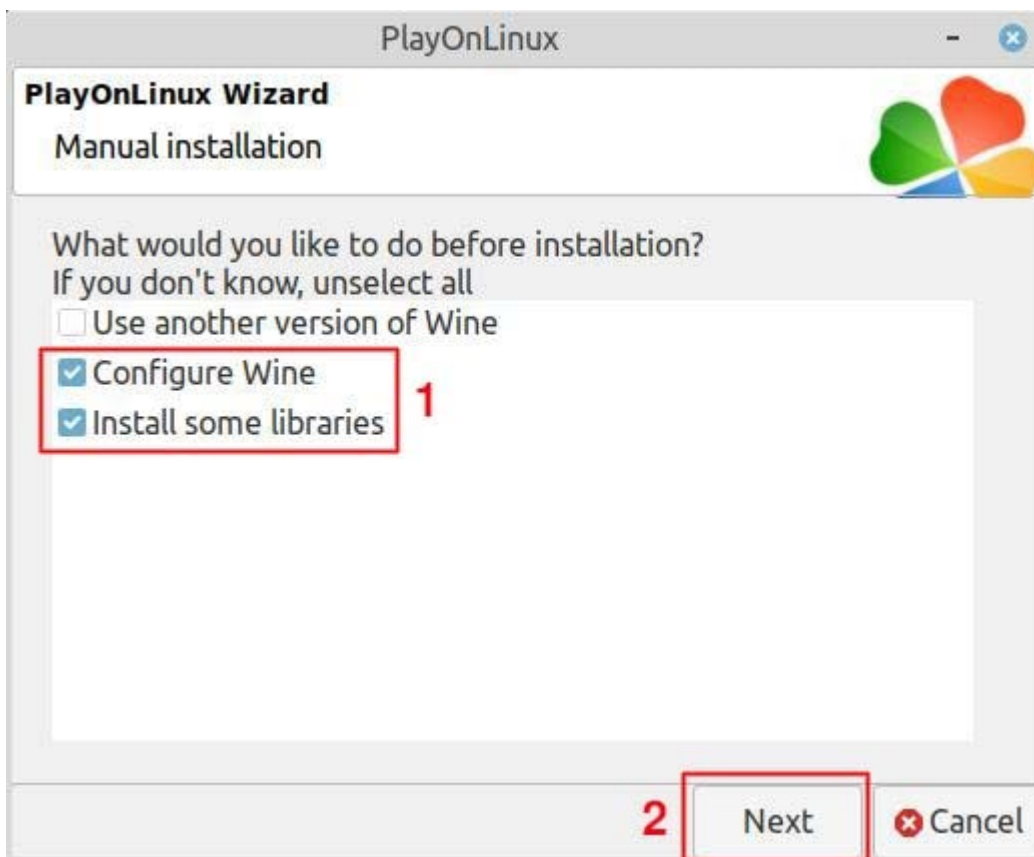 PlayOnLinux
PlayOnLinux Wizard
Manual installation
What would you like to do before installation?
If you don't know, unselect all
Use another version of Wine
Configure Wine
Install some libraries
1
2
Next
Cancel